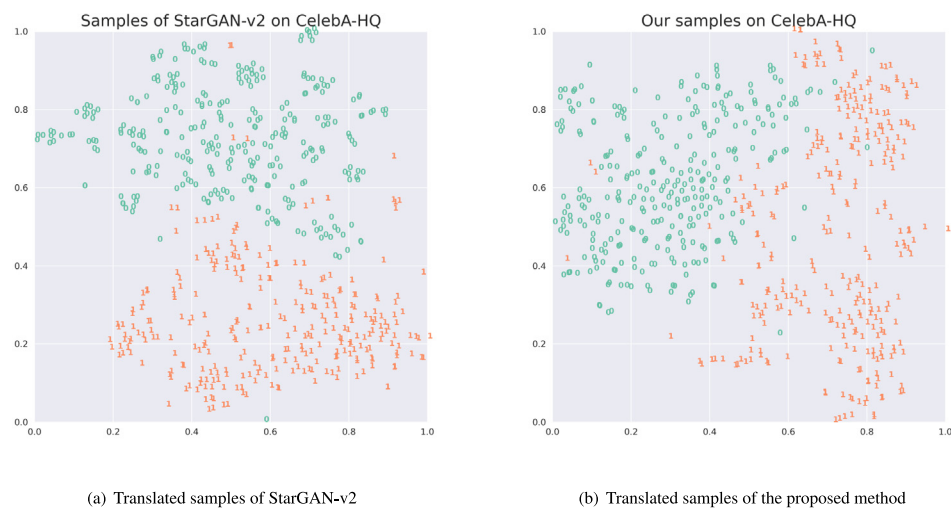 Samples of StarGAN-v2 on CelebA-HQ
1.0
0.8
0.6
0.4
0.2
0.0
0.0 0.2 0.4 0.6 0.8 1.0
(a) Translated samples of StarGAN-v2
Our samples on CelebA-HQ
1.0
0.8
0.6
0.4
0.2
0.0
0.0 0.2 0.4 0.6 0.8 1.0
(b) Translated samples of the proposed method